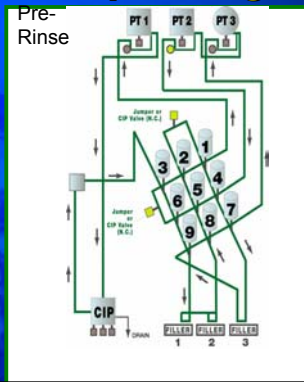 Pre-
Rinse
PT 1
PT 2
PT 3
Jumper or
CIP Valve (N.C.)
1
2
3
4
5
6
7
Jumper
or
CIP Valve
(N.C.)
8
9
CIP
DRAIN
FILLER
FILLER
FILLER
1
2
3